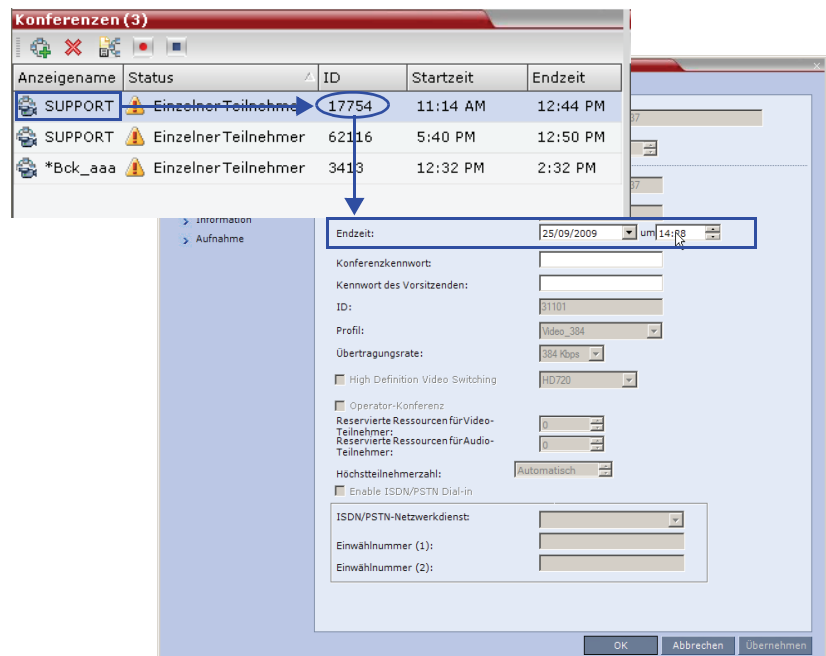 Konferenzen (3)
Anzeigename Status ID Startzeit Endzeit
SUPPORT Einzelner Teilnehmer 17754 11:14 AM 12:44 PM
SUPPORT Einzelner Teilnehmer 62116 5:40 PM 12:50 PM
*Bck_aaa Einzelner Teilnehmer 3413 12:32 PM 2:32 PM
37
37
Information
Aufnahme
Endzeit: 25/09/2009 um
Konferenzkennwort:
Kennwort des Vorsitzenden:
ID: 31101
Profil: Video_384
Übertragungsrate: 384 Kbps
High Definition Video Switching HD720
Operator-Konferenz
Reservierte Ressourcen für Video-
Teilnehmer: 0
Reservierte Ressourcen für Audio-
Teilnehmer: 0
Höchstteilnehmerzahl: Automatisch
Enable ISDN/PSTN Dial-in
ISDN/PSTN-Netzwerkdienst:
Einwählnummer (1):
Einwählnummer (2):
OK Abbrechen Übernehmen